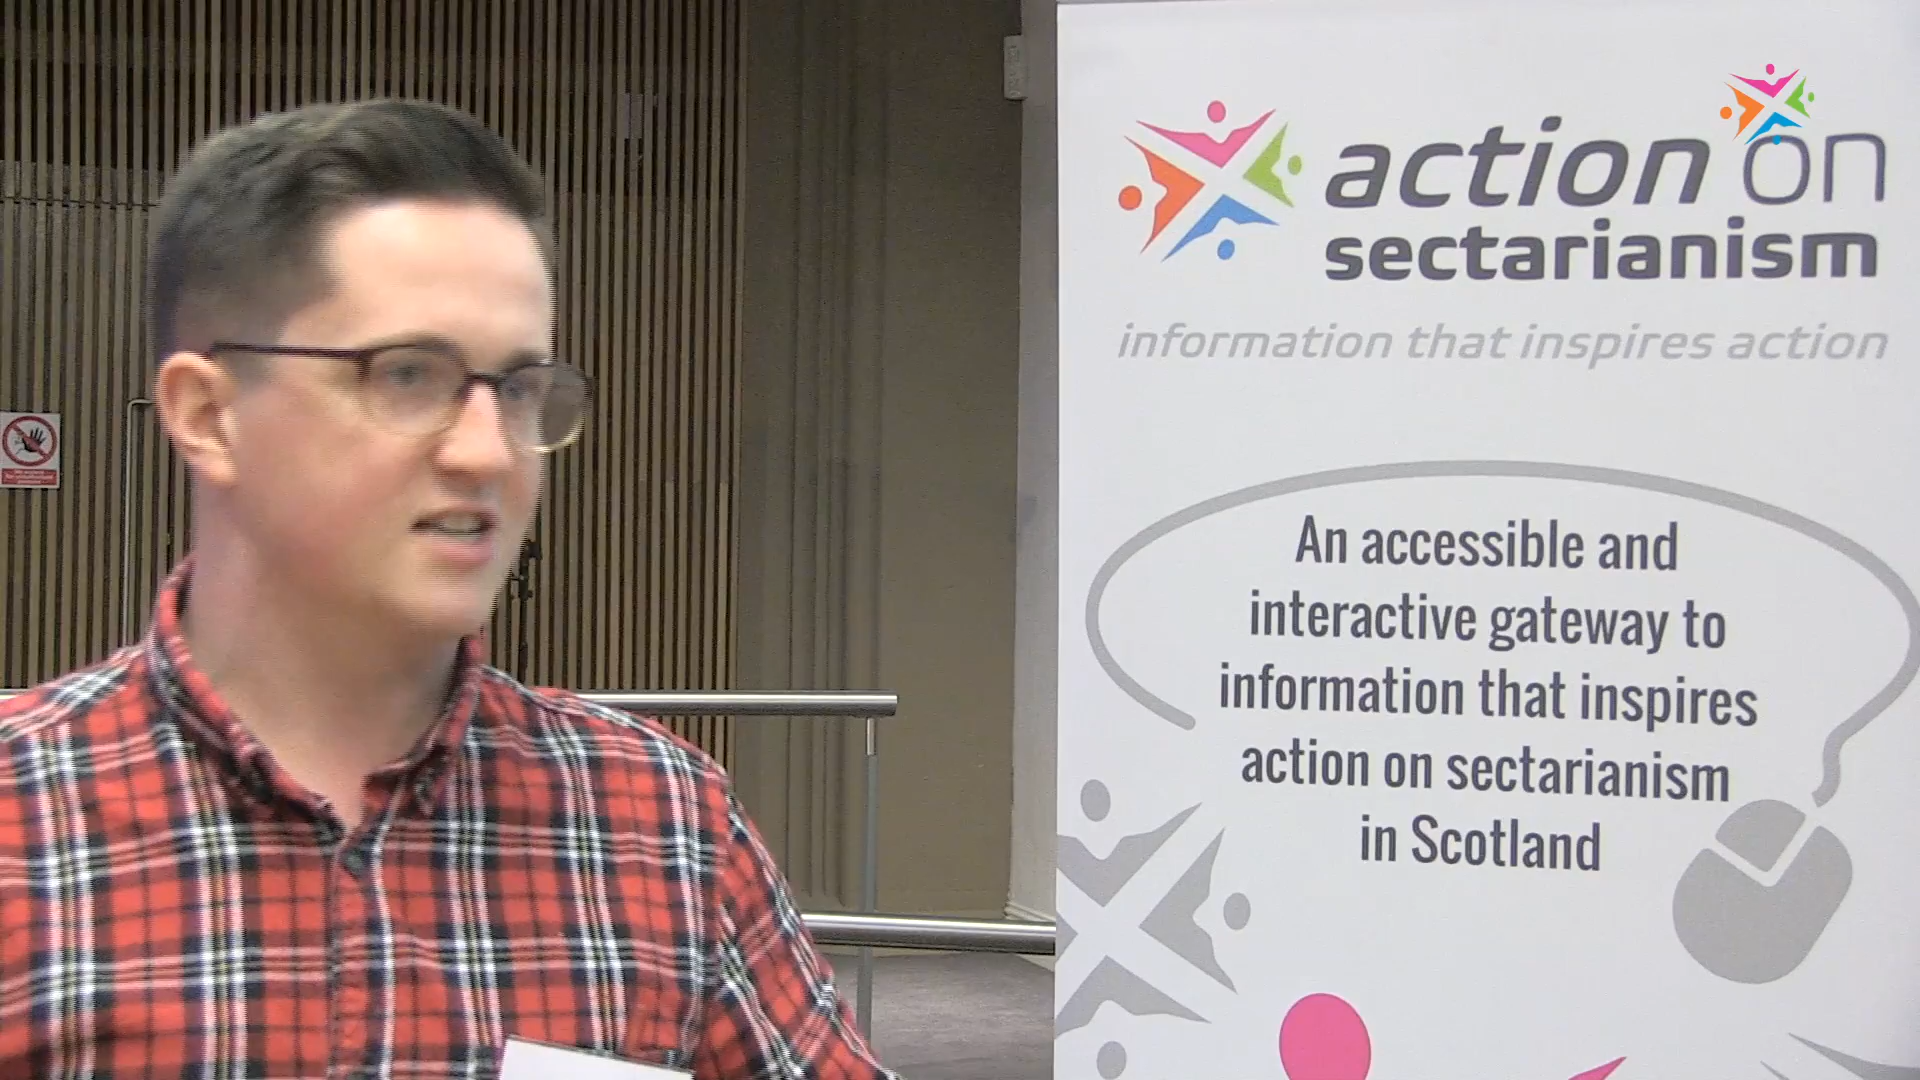 action on
sectarianism
information that inspires action
An accessible and
interactive gateway to
information that inspires
action on sectarianism
in Scotland